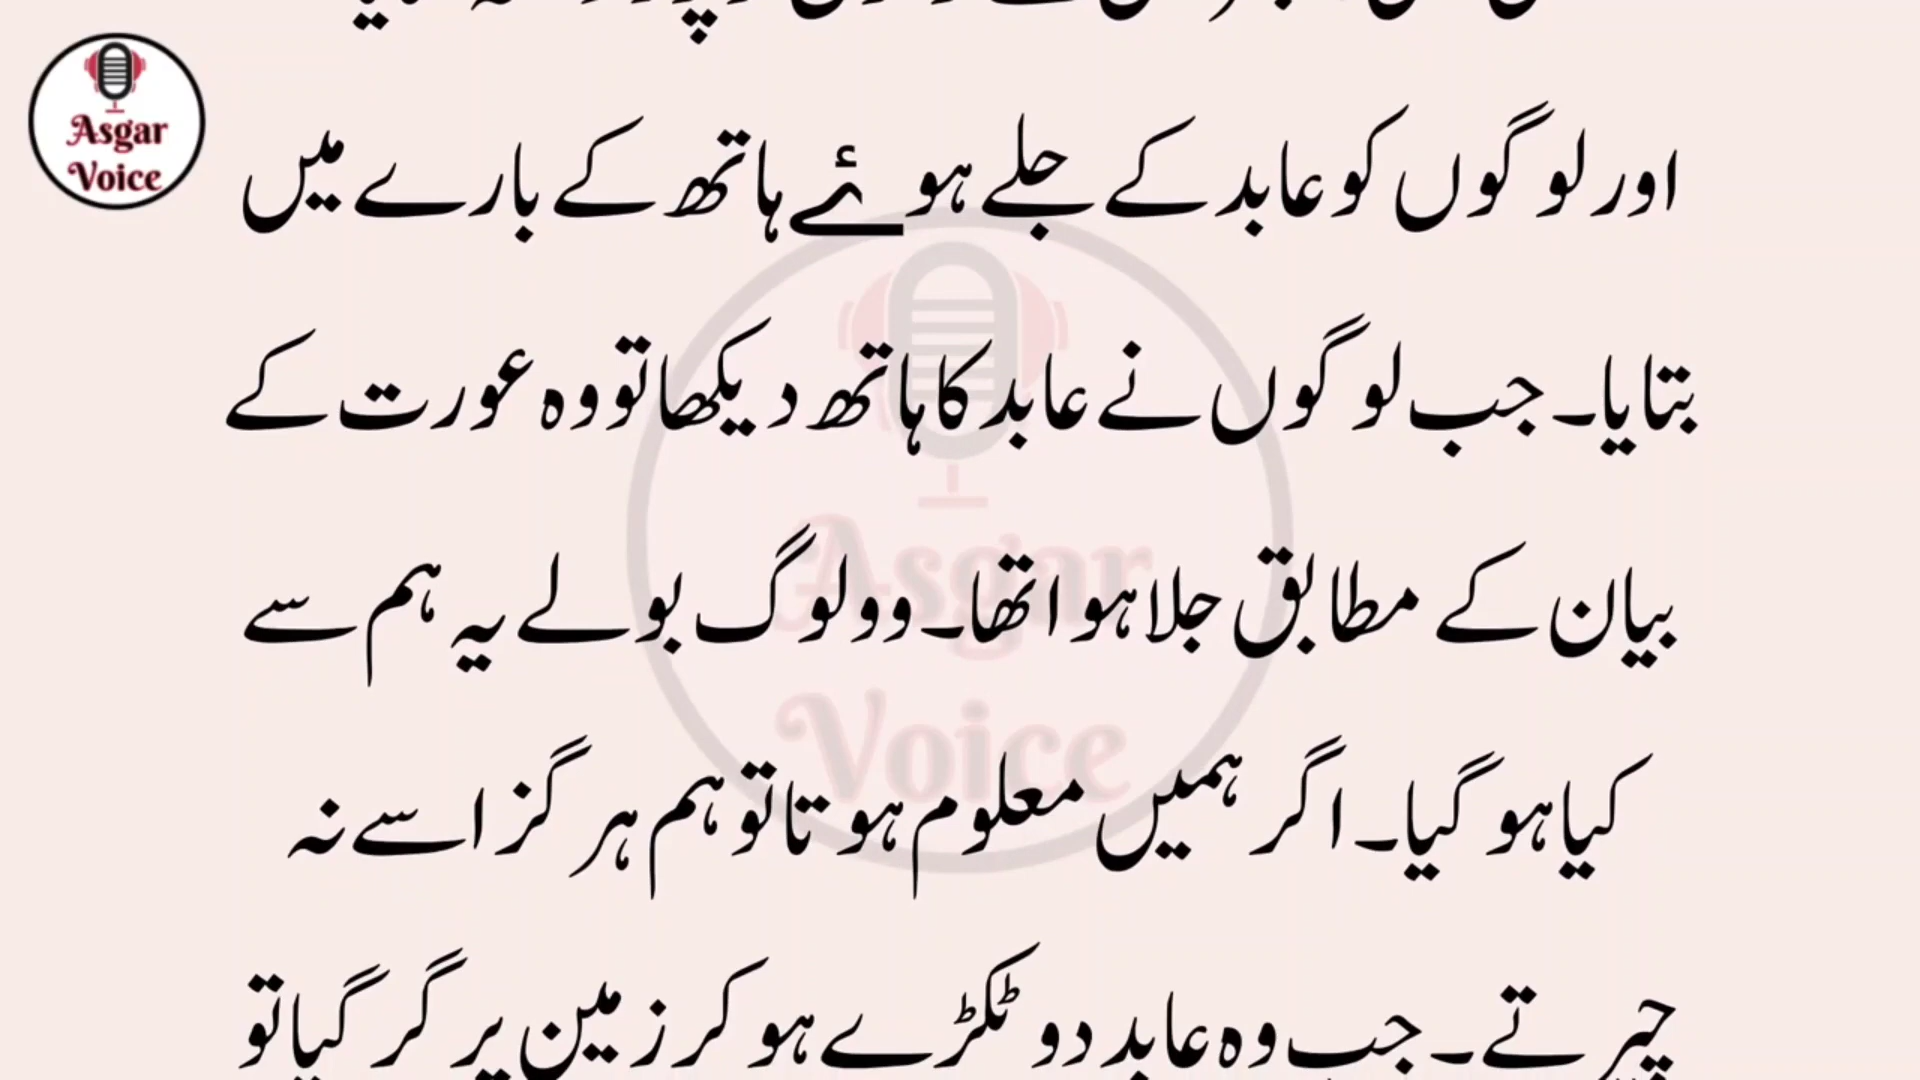 Asgar
Voice
اور لوگوں کو عابد کے جلے ہوئے ہاتھ کے بارے میں
بتایا۔ جب لوگوں نے عابد کا ہاتھ دیکھا تو وہ عورت کے
بیان کے مطابق جلا ہوا تھا۔ وو لوگ بولے یہ ہم سے
کیا ہو گیا۔ اگر ہمیں معلوم ہوتا تو ہم ہرگز اسے نہ
چیرتے۔ جب وہ عابد دو ٹکڑے ہو کر زمین پر گر گیا تو
Asgar
Voice